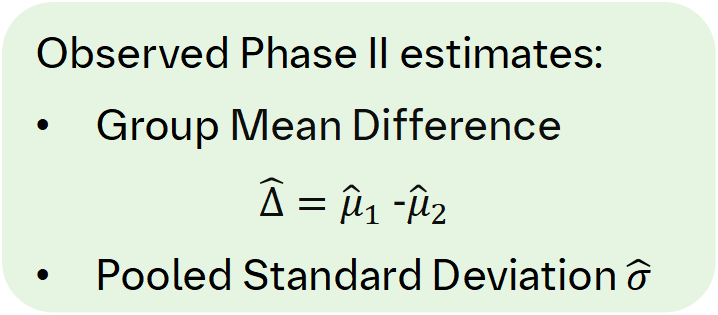 Observed Phase II estimates:
• Group Mean Difference
Δ̂ = μ̂₁ -μ̂₂
• Pooled Standard Deviation σ̂